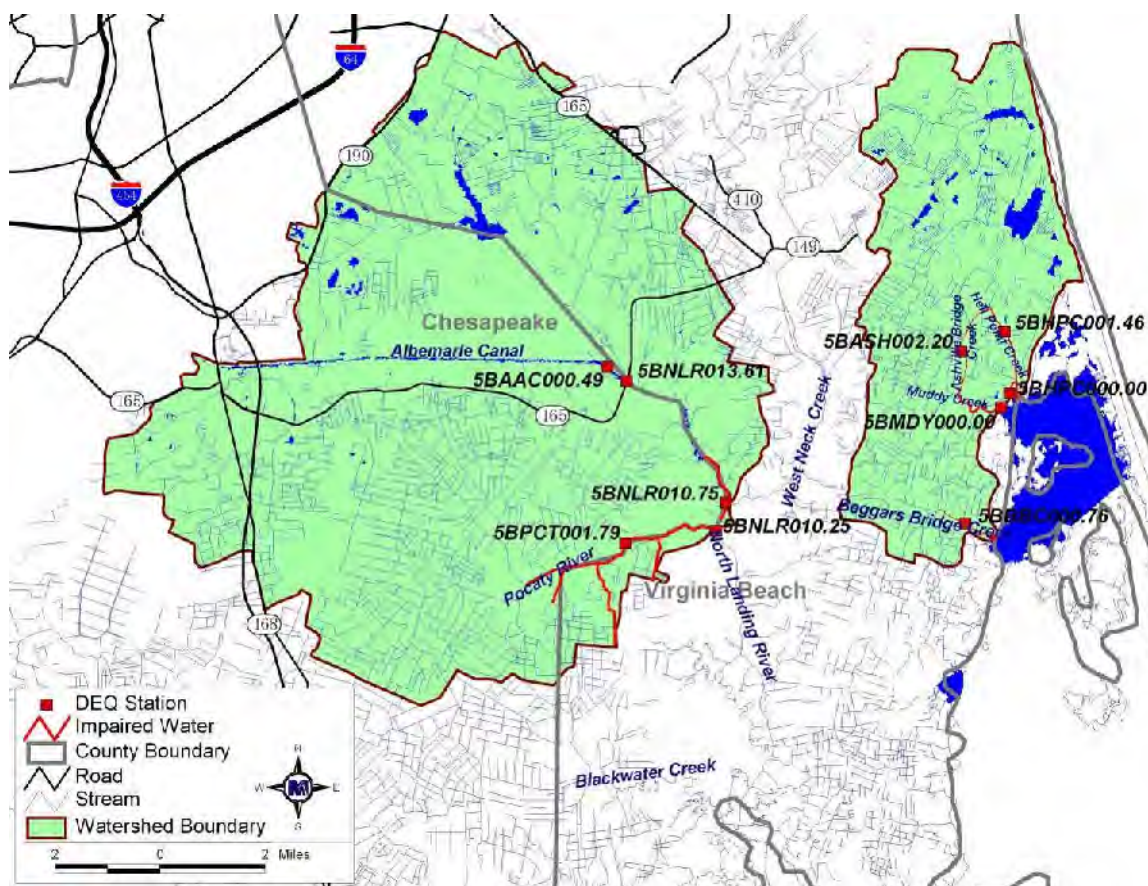 64
165
190
464
410
149
Chesapeake
Albemarle Canal
5BAAC000.49
5BNLR013.61
165
165
5BHPC001.46
Hell Point Creek
Ashville Bridge
Creek
5BASH002.20
5BHPC000.00
Muddy Creek
5BMDY000.00
West Neck Creek
5BNLR010.75
5BNLR010.25
5BPCT001.79
Beggars Bridge Creek
Pocaty River
North Landing River
Virginia Beach
168
Blackwater Creek
DEQ Station
Impaired Water
County Boundary
Road
Stream
Watershed Boundary
2 0 2 Miles
N
W M E
S